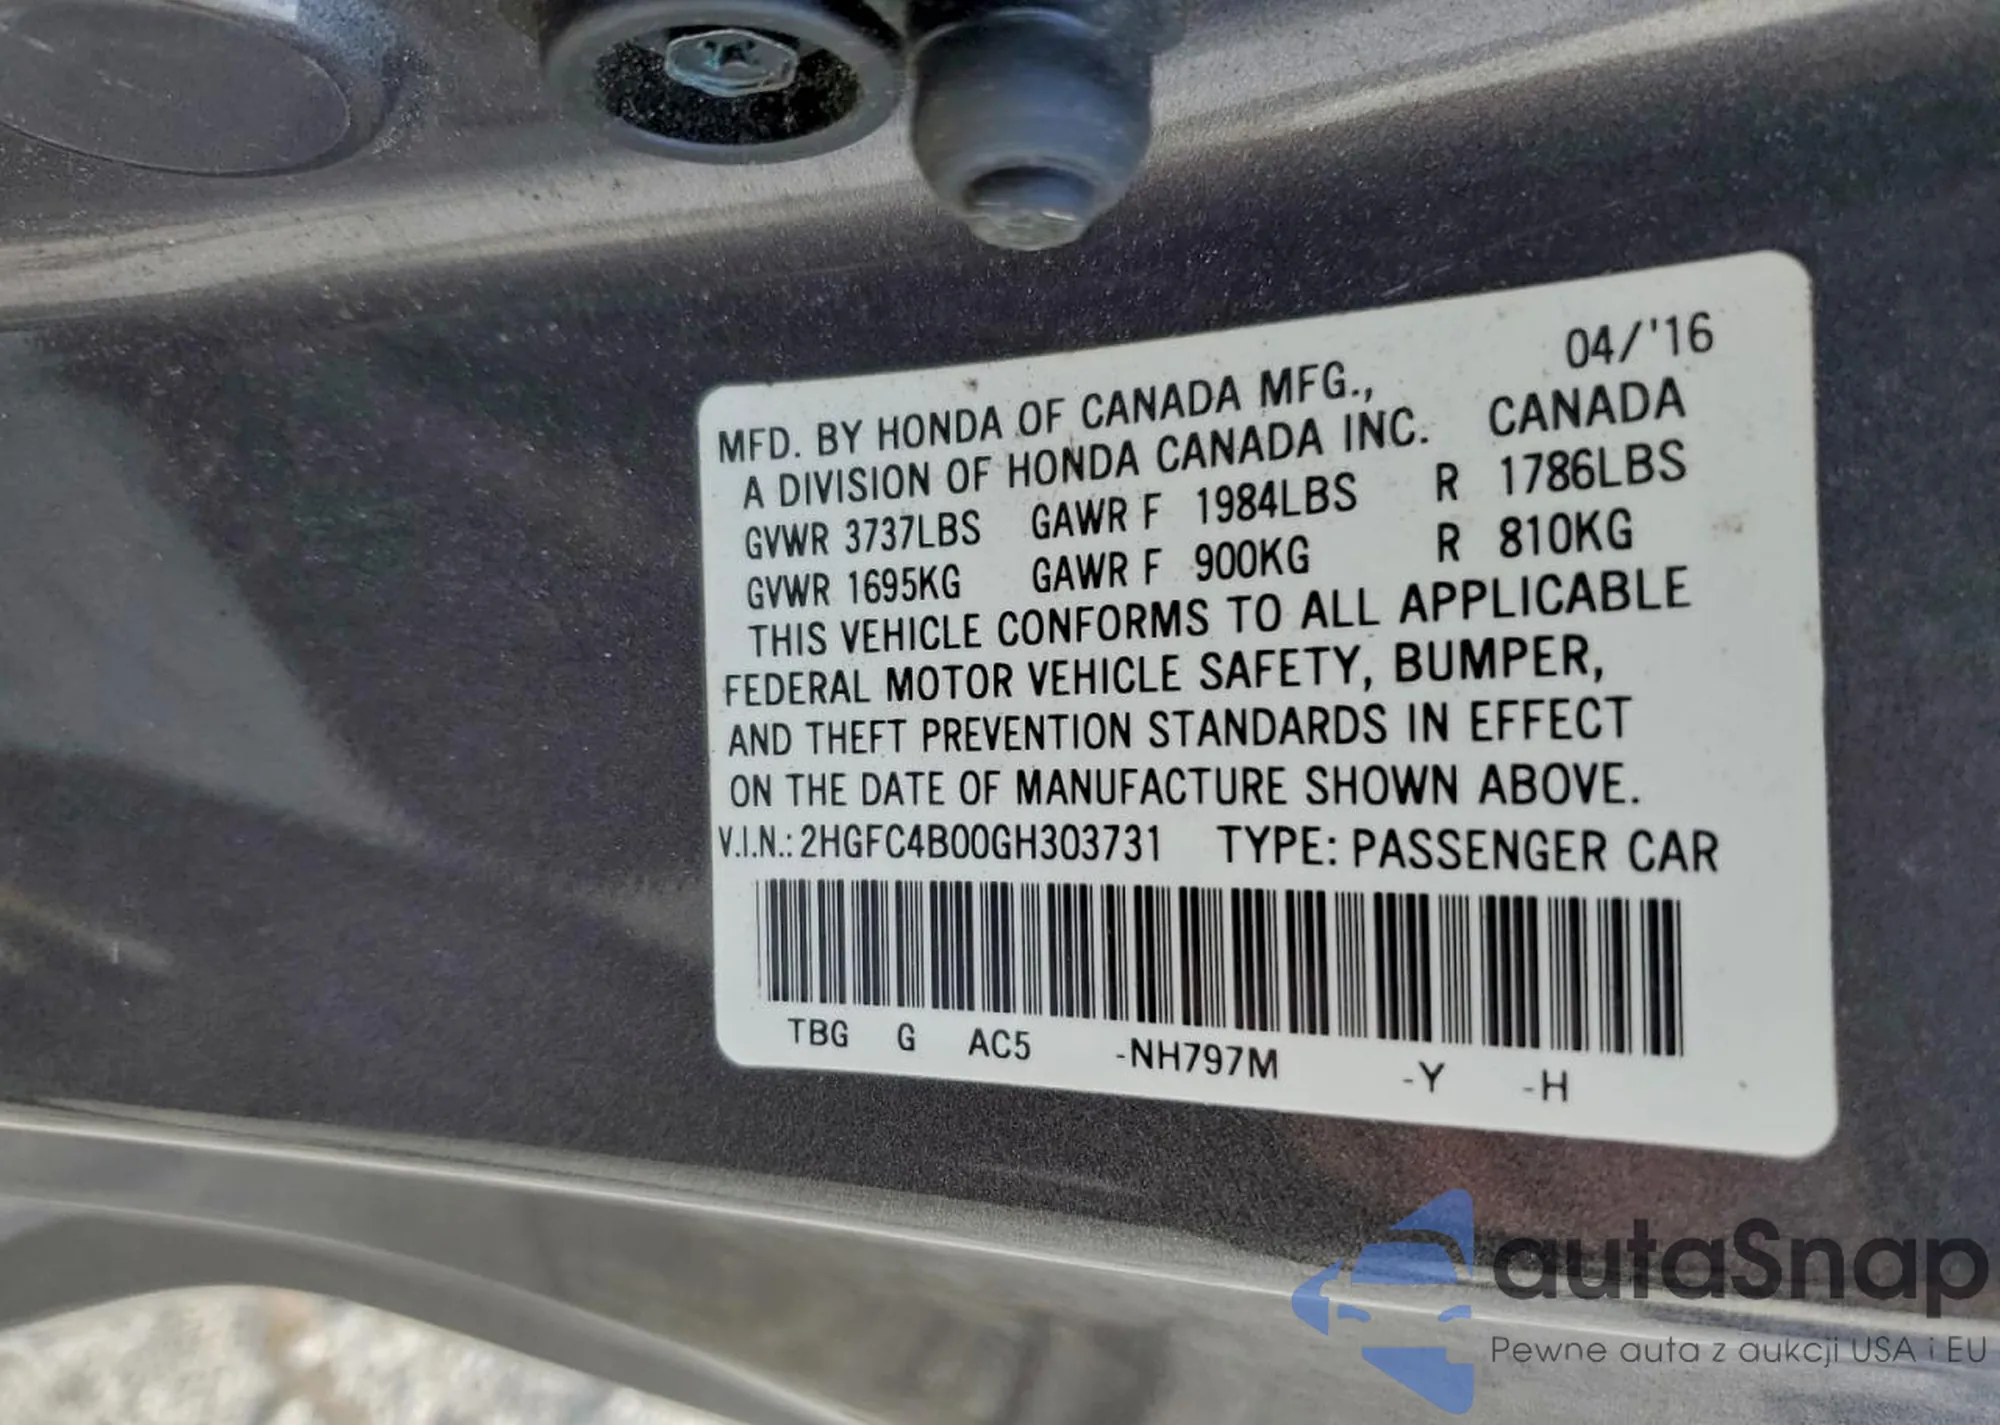 04/'16
MFD. BY HONDA OF CANADA MFG.,
A DIVISION OF HONDA CANADA INC. CANADA
GVWR 3737LBS GAWR F 1984LBS R 1786LBS
GVWR 1695KG GAWR F 900KG R 810KG
THIS VEHICLE CONFORMS TO ALL APPLICABLE
FEDERAL MOTOR VEHICLE SAFETY, BUMPER,
AND THEFT PREVENTION STANDARDS IN EFFECT
ON THE DATE OF MANUFACTURE SHOWN ABOVE.
V.I.N.: 2HGFC4B00GH303731 TYPE: PASSENGER CAR
TBG G AC5 -NH797M -Y -H
autaSnap
Pewne auta z aukcji USA i EU